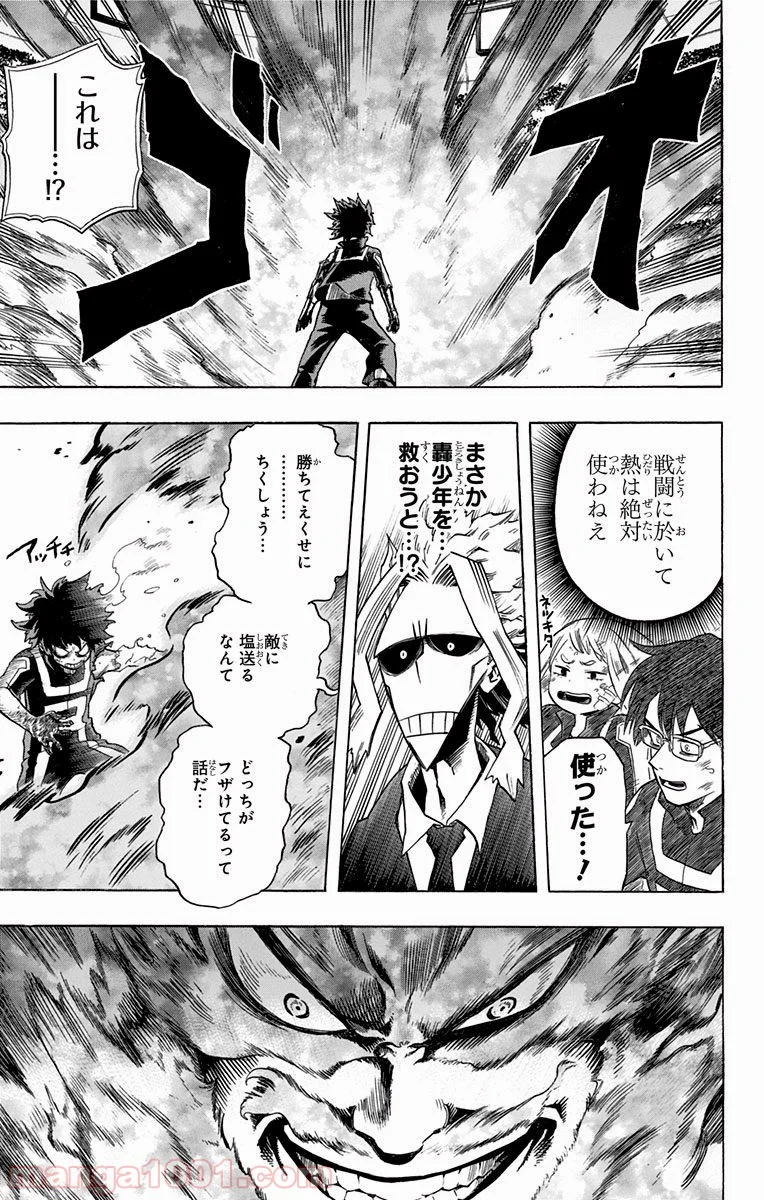 ゴオ
これは
――…!?
戦闘に於いて
熱は絶対
使わねえ
ネツキタ
使った…!
まさか
轟少年を…
救おうと…!?
アッチチ
勝ちてえくせに
…………
ちくしょう…
敵に
塩送る
なんて
どっちが
フザけてるって
話だ…
manga1001.com